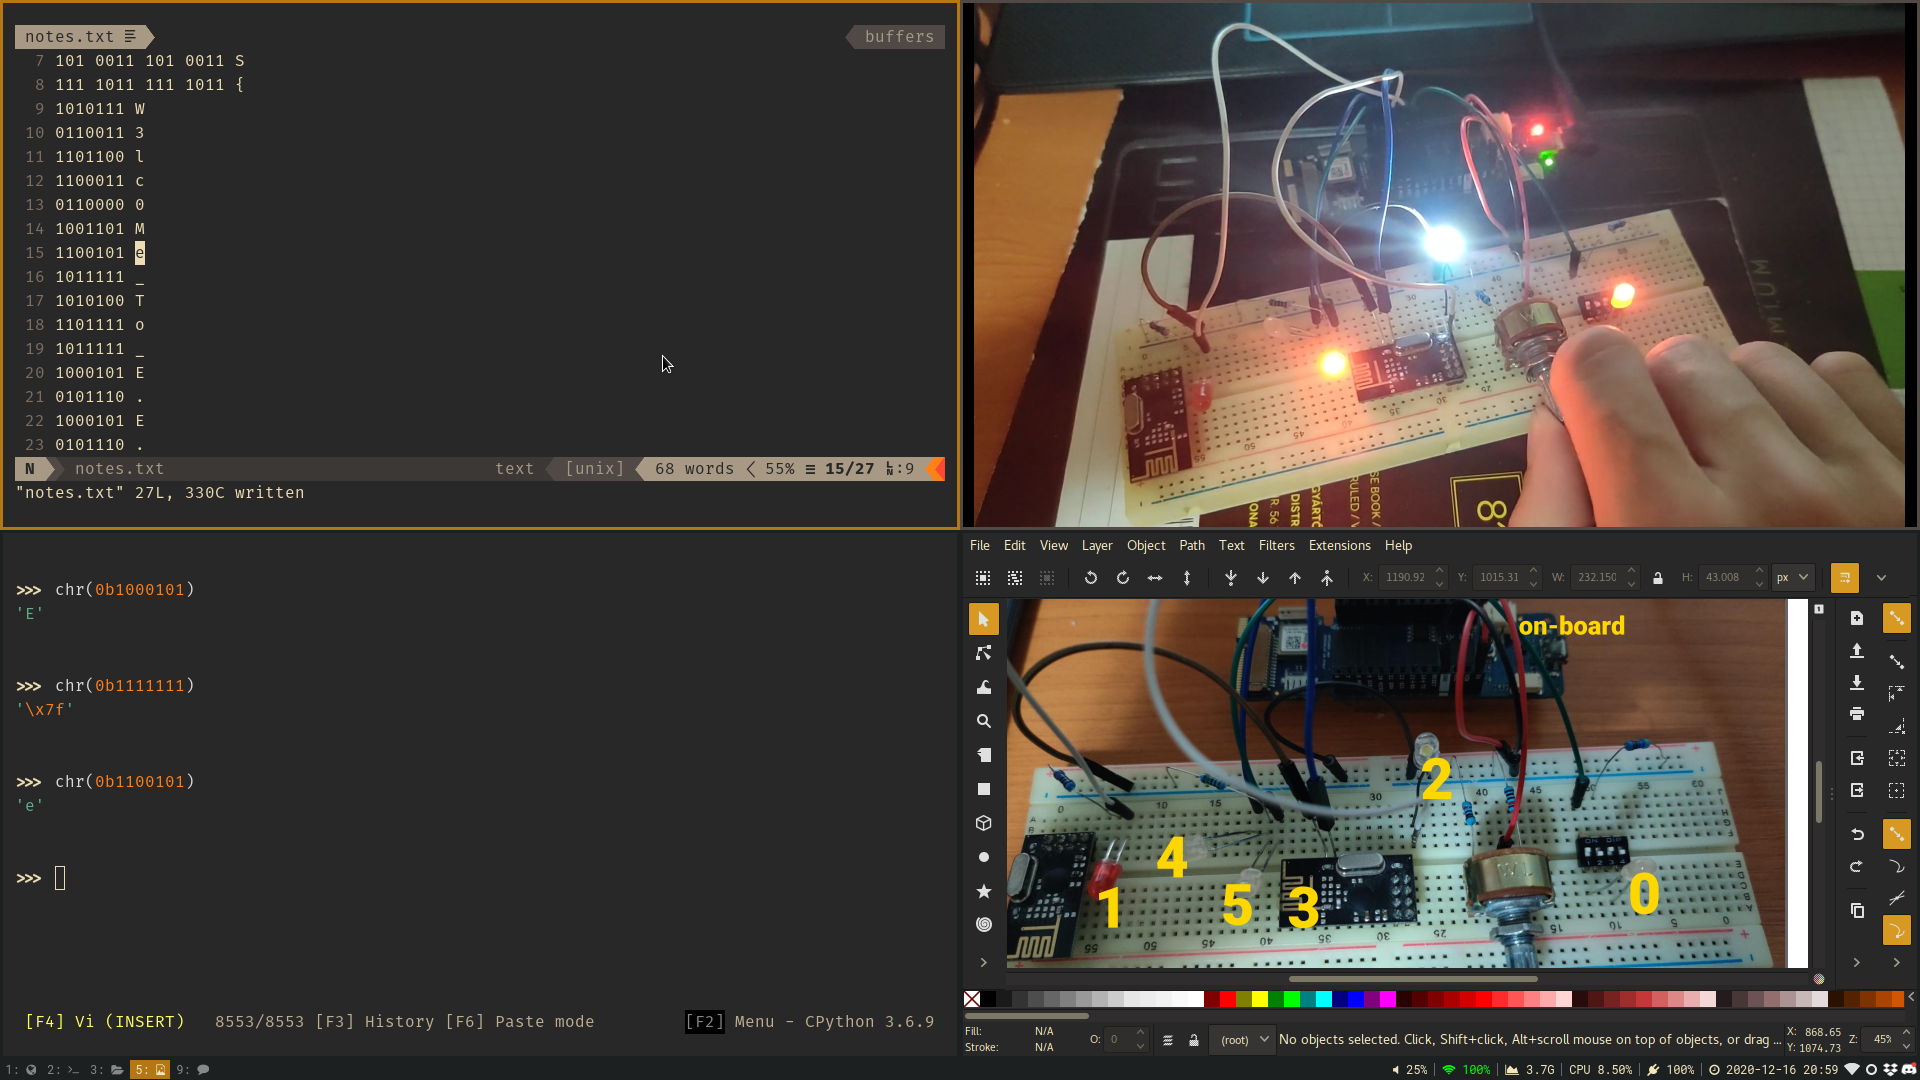 notes.txt
buffers
7 101 0011 101 0011 S
8 111 1011 111 1011 {
9 1010111 W
10 0110011 3
11 1101100 l
12 1100011 c
13 0110000 0
14 1001101 M
15 1100101 e
16 1011111 _
17 1010100 T
18 1101111 o
19 1011111 _
20 1000101 E
21 0101110 .
22 1000101 E
23 0101110 .
N notes.txt text [unix] 68 words 55% 15/27 :9
"notes.txt" 27L, 330C written
>>> chr(0b1000101)
'E'
>>> chr(0b1111111)
'\x7f'
>>> chr(0b1100101)
'e'
>>>
[F4] Vi (INSERT) 8553/8553 [F3] History [F6] Paste mode [F2] Menu - CPython 3.6.9
File Edit View Layer Object Path Text Filters Extensions Help
X: 1190.92 Y: 1015.31 W: 232.150 H: 43.008 px
on-board
2
4
1
5
3
0
Fill: N/A
Stroke: N/A
O: 0
(root)
No objects selected. Click, Shift+click, Alt+scroll mouse on top of objects, or drag ...
X: 868.65
Y: 1074.73
Z: 45%
1: 2: 3: 5: 9:
25% | 100% | 3.7G | CPU 8.50% | 100% | 2020-12-16 20:59